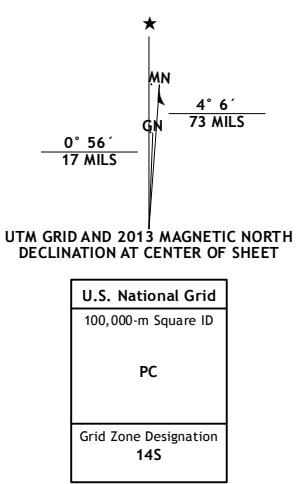 ★
MN
4° 6´
73 MILS
GN
0° 56´
17 MILS
UTM GRID AND 2013 MAGNETIC NORTH
DECLINATION AT CENTER OF SHEET
U.S. National Grid
100,000-m Square ID
PC
Grid Zone Designation
14S